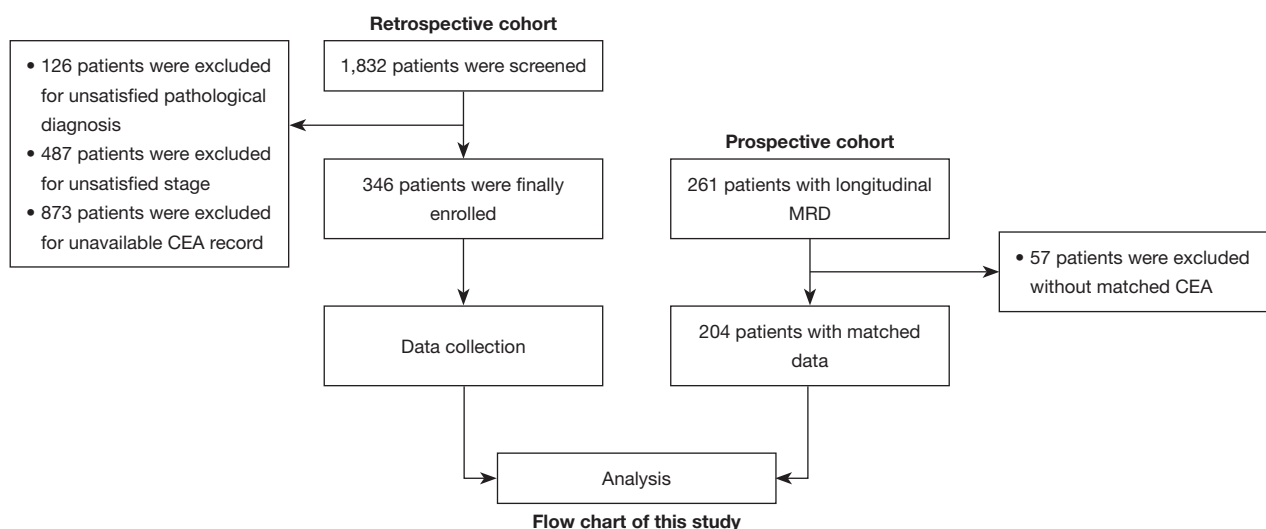 Retrospective cohort
1,832 patients were screened
• 126 patients were excluded
for unsatisfied pathological
diagnosis
• 487 patients were excluded
for unsatisfied stage
• 873 patients were excluded
for unavailable CEA record
346 patients were finally
enrolled
Data collection
Prospective cohort
261 patients with longitudinal
MRD
• 57 patients were excluded
without matched CEA
204 patients with matched
data
Analysis
Flow chart of this study